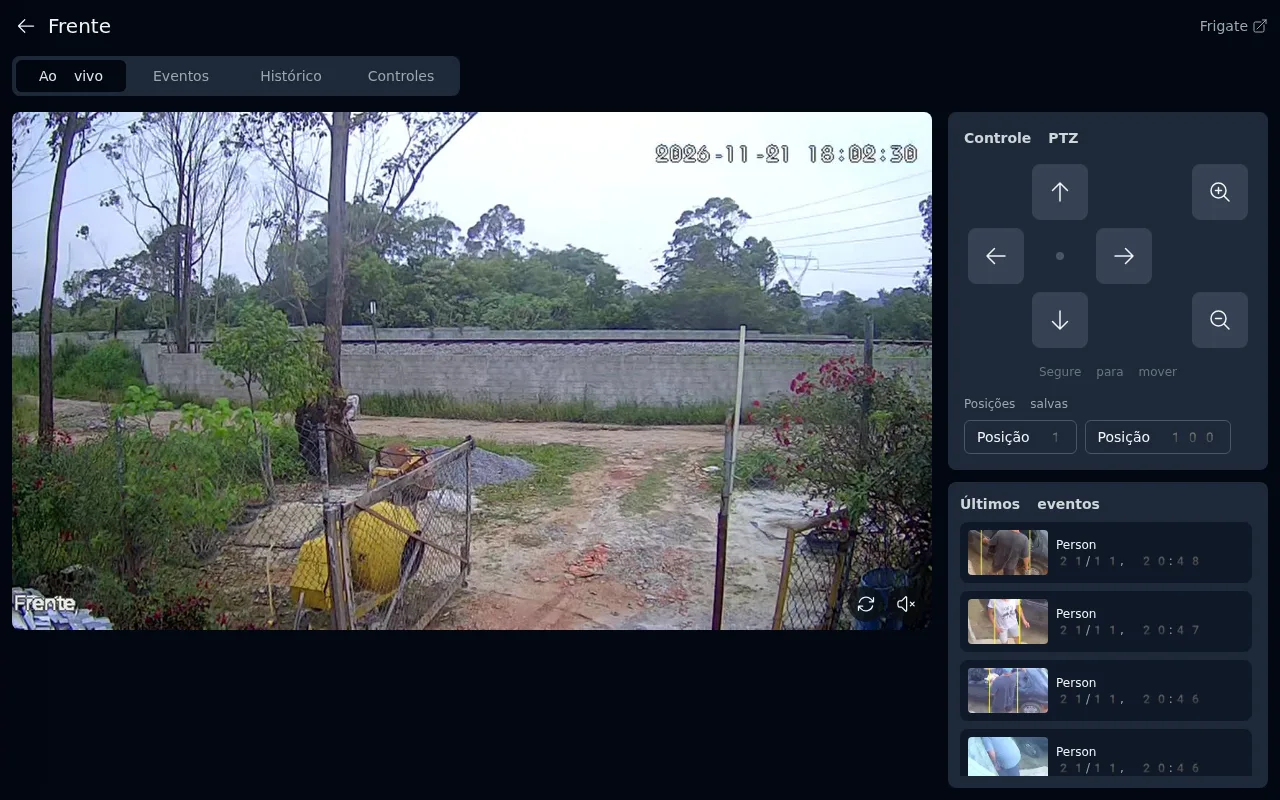 Frente
Frigate
Ao vivo
Eventos
Histórico
Controles
2026-11-21 18:02:30
Frente
Controle PTZ
Segure para mover
Posições salvas
Posição 1
Posição 100
Últimos eventos
Person
21/11, 20:48
Person
21/11, 20:47
Person
21/11, 20:46
Person
21/11, 20:46